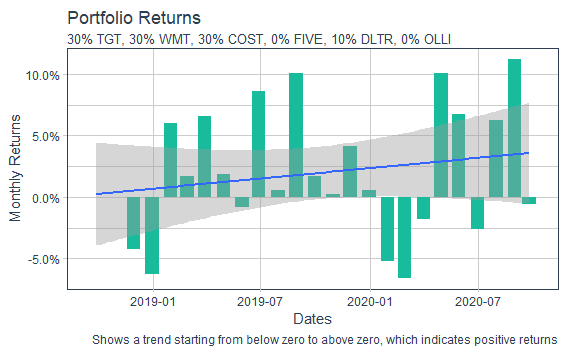 Portfolio Returns
30% TGT, 30% WMT, 30% COST, 0% FIVE, 10% DLTR, 0% OLLI
10.0%
5.0%
0.0%
-5.0%
Monthly Returns
2019-01 2019-07 2020-01 2020-07
Dates
Shows a trend starting from below zero to above zero, which indicates positive returns